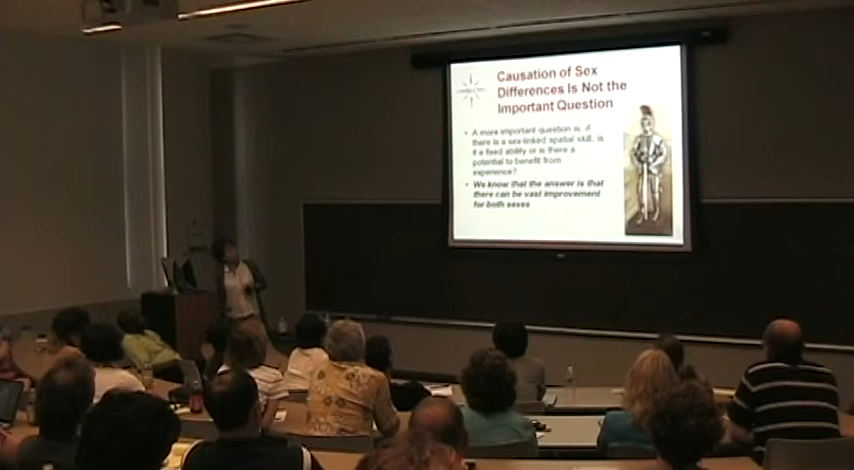 Causation of Sex
Differences Is Not the
Important Question
• A more important question is, if
there is a sex-linked spatial skill, is
it a fixed ability or is there a
potential to benefit from
experience?
• We know that the answer is that
there can be vast improvement
for both sexes